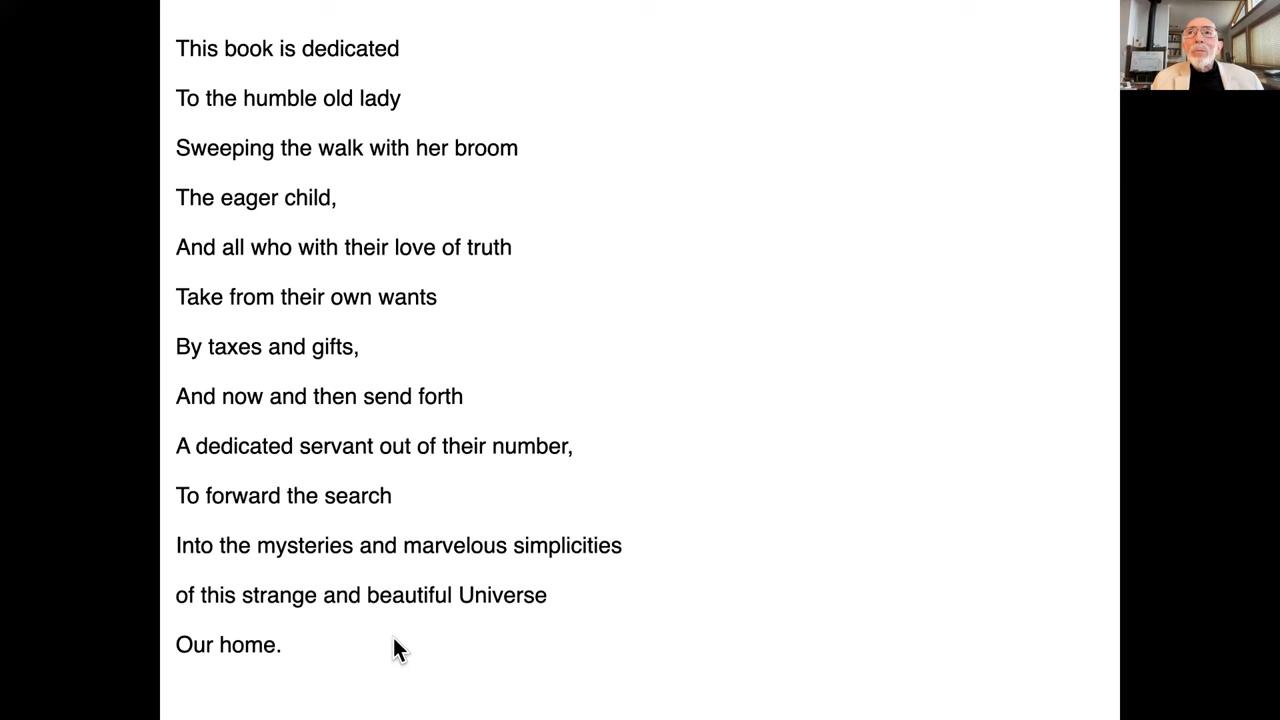 This book is dedicated
To the humble old lady
Sweeping the walk with her broom
The eager child,
And all who with their love of truth
Take from their own wants
By taxes and gifts,
And now and then send forth
A dedicated servant out of their number,
To forward the search
Into the mysteries and marvelous simplicities
of this strange and beautiful Universe
Our home.